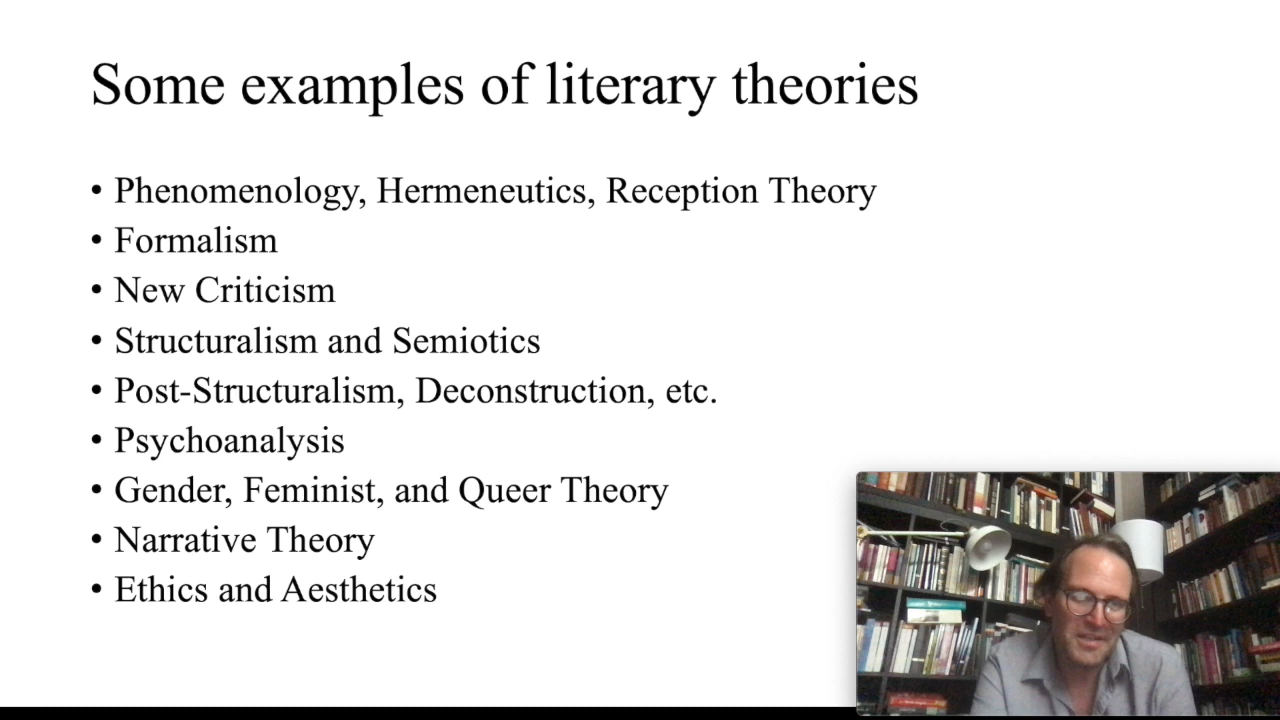 Some examples of literary theories
• Phenomenology, Hermeneutics, Reception Theory
• Formalism
• New Criticism
• Structuralism and Semiotics
• Post-Structuralism, Deconstruction, etc.
• Psychoanalysis
• Gender, Feminist, and Queer Theory
• Narrative Theory
• Ethics and Aesthetics